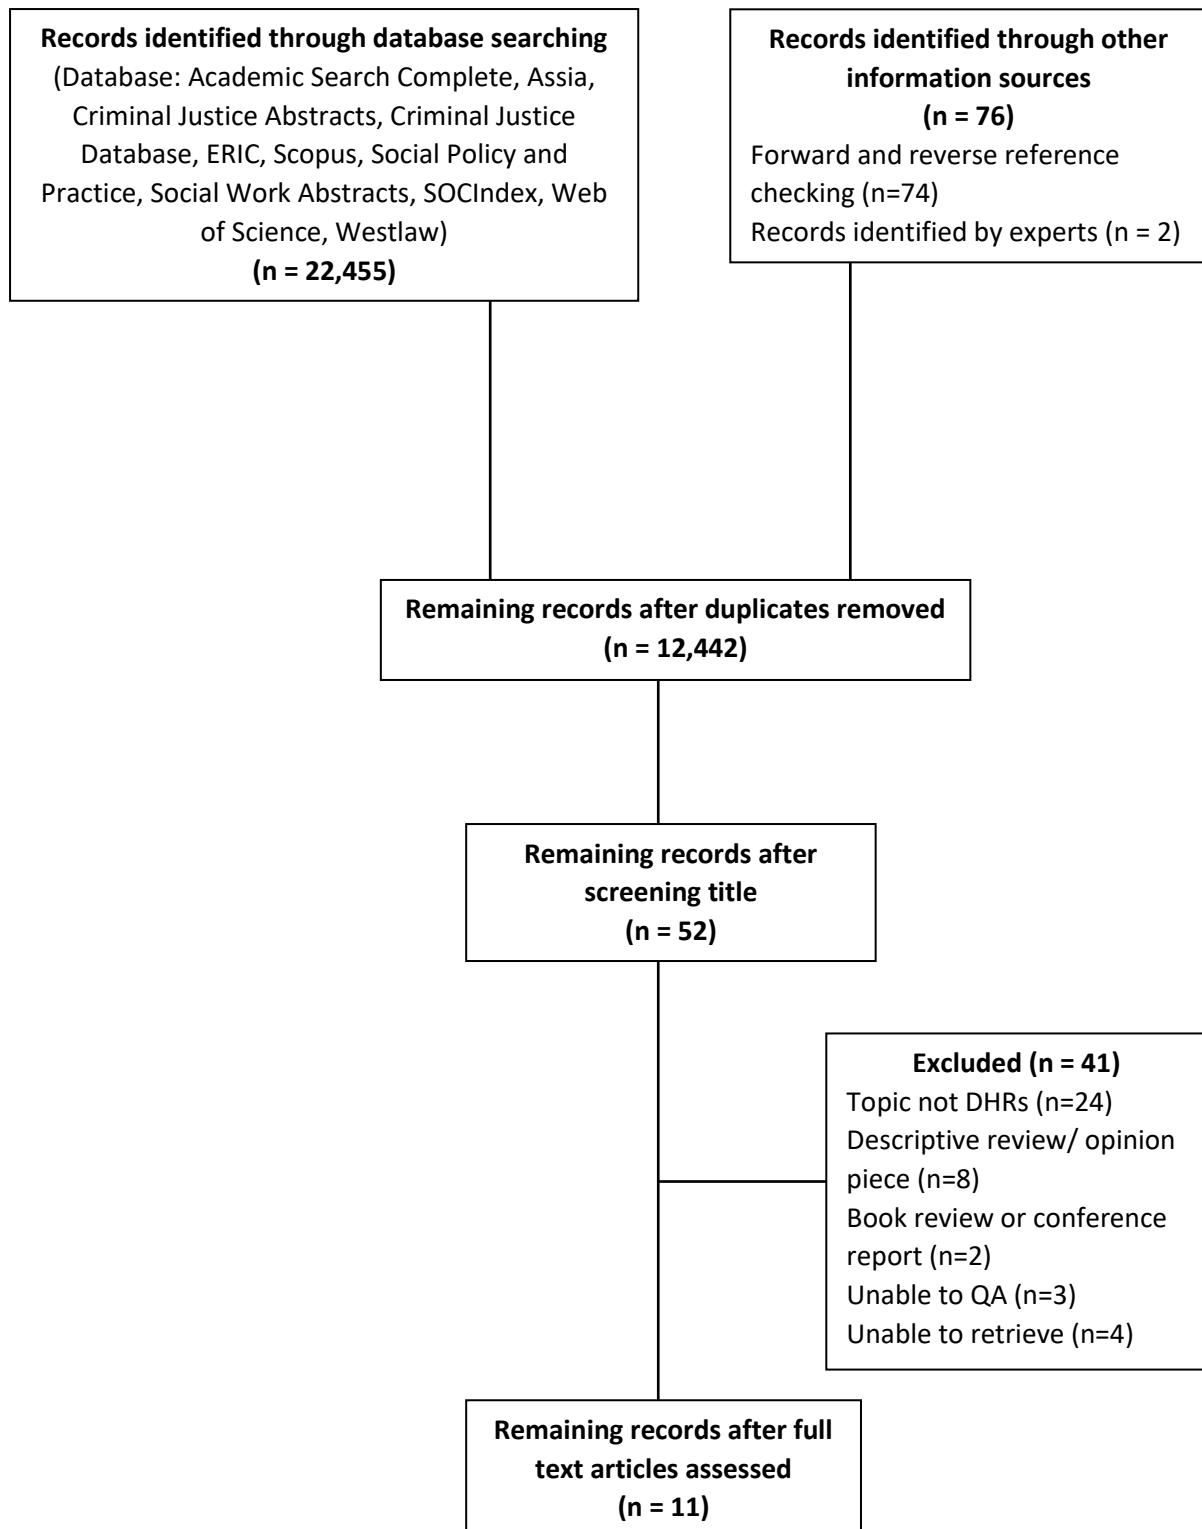 Records identified through database searching
(Database: Academic Search Complete, Assia,
Criminal Justice Abstracts, Criminal Justice
Database, ERIC, Scopus, Social Policy and
Practice, Social Work Abstracts, SOCIndex, Web
of Science, Westlaw)
(n = 22,455)
Records identified through other
information sources
(n = 76)
Forward and reverse reference
checking (n=74)
Records identified by experts (n = 2)
Remaining records after duplicates removed
(n = 12,442)
Remaining records after
screening title
(n = 52)
Excluded (n = 41)
Topic not DHRs (n=24)
Descriptive review/ opinion
piece (n=8)
Book review or conference
report (n=2)
Unable to QA (n=3)
Unable to retrieve (n=4)
Remaining records after full
text articles assessed
(n = 11)